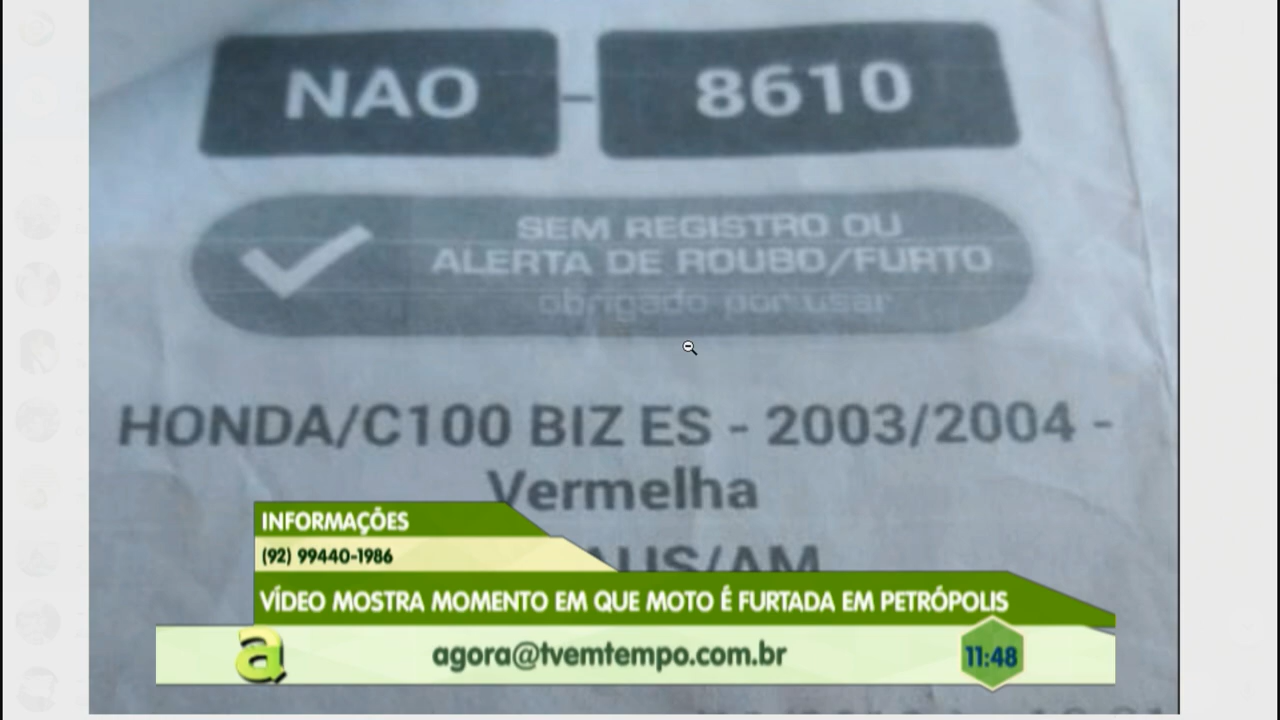 NAO - 8610
SEM REGISTRO OU
ALERTA DE ROUBO/FURTO
obrigado por usar
HONDA/C100 BIZ ES - 2003/2004 -
Vermelha
INFORMAÇÕES
(92) 99440-1986
VÍDEO MOSTRA MOMENTO EM QUE MOTO É FURTADA EM PETRÓPOLIS
a
agora@tvemtempo.com.br
11:48